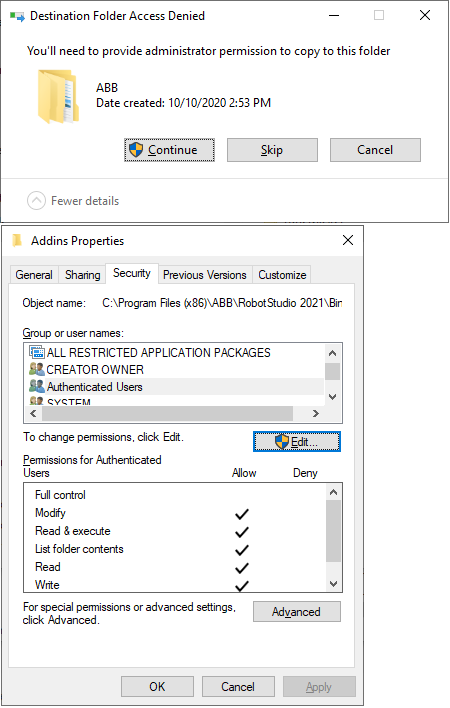 Destination Folder Access Denied
You'll need to provide administrator permission to copy to this folder
ABB
Date created: 10/10/2020 2:53 PM
Continue
Skip
Cancel
Fewer details
Addins Properties
General
Sharing
Security
Previous Versions
Customize
Object name:
C:\Program Files (x86)\ABB\RobotStudio 2021\Bin
Group or user names:
ALL RESTRICTED APPLICATION PACKAGES
CREATOR OWNER
Authenticated Users
SYSTEM
To change permissions, click Edit.
Edit...
Permissions for Authenticated
Users
Allow
Deny
Full control
Modify
Read & execute
List folder contents
Read
Write
For special permissions or advanced settings,
click Advanced.
Advanced
OK
Cancel
Apply